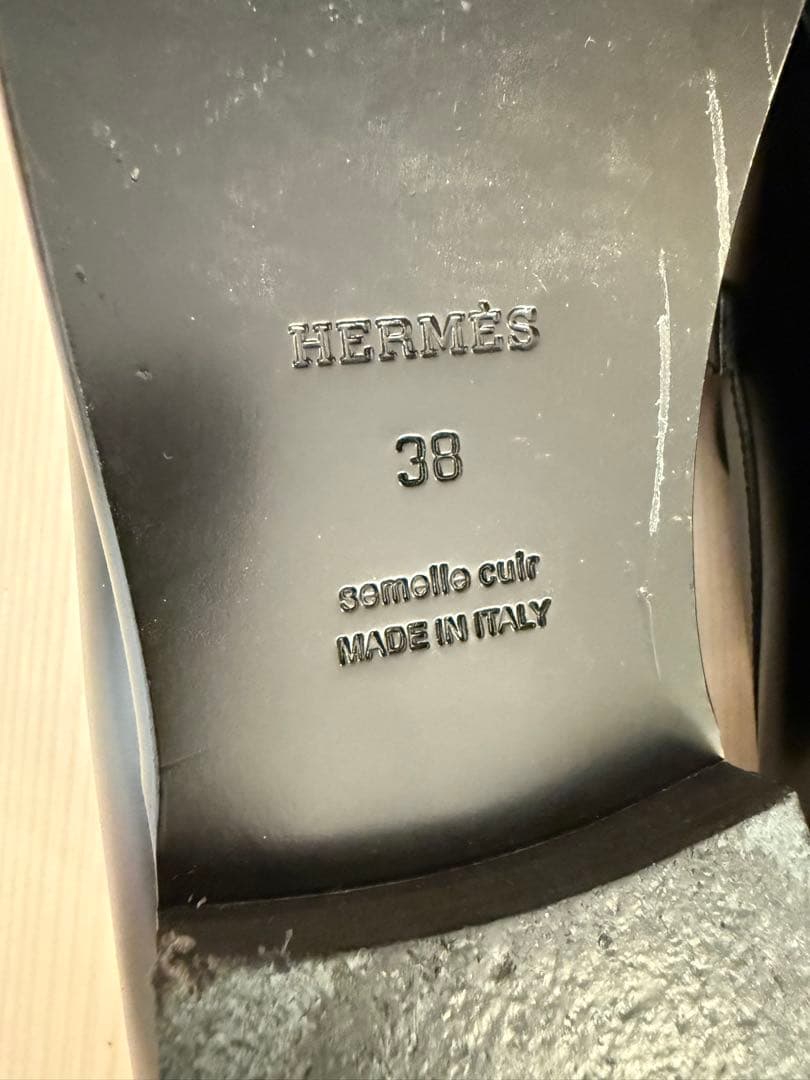 HERMÈS
38
semelle cuir
MADE IN ITALY